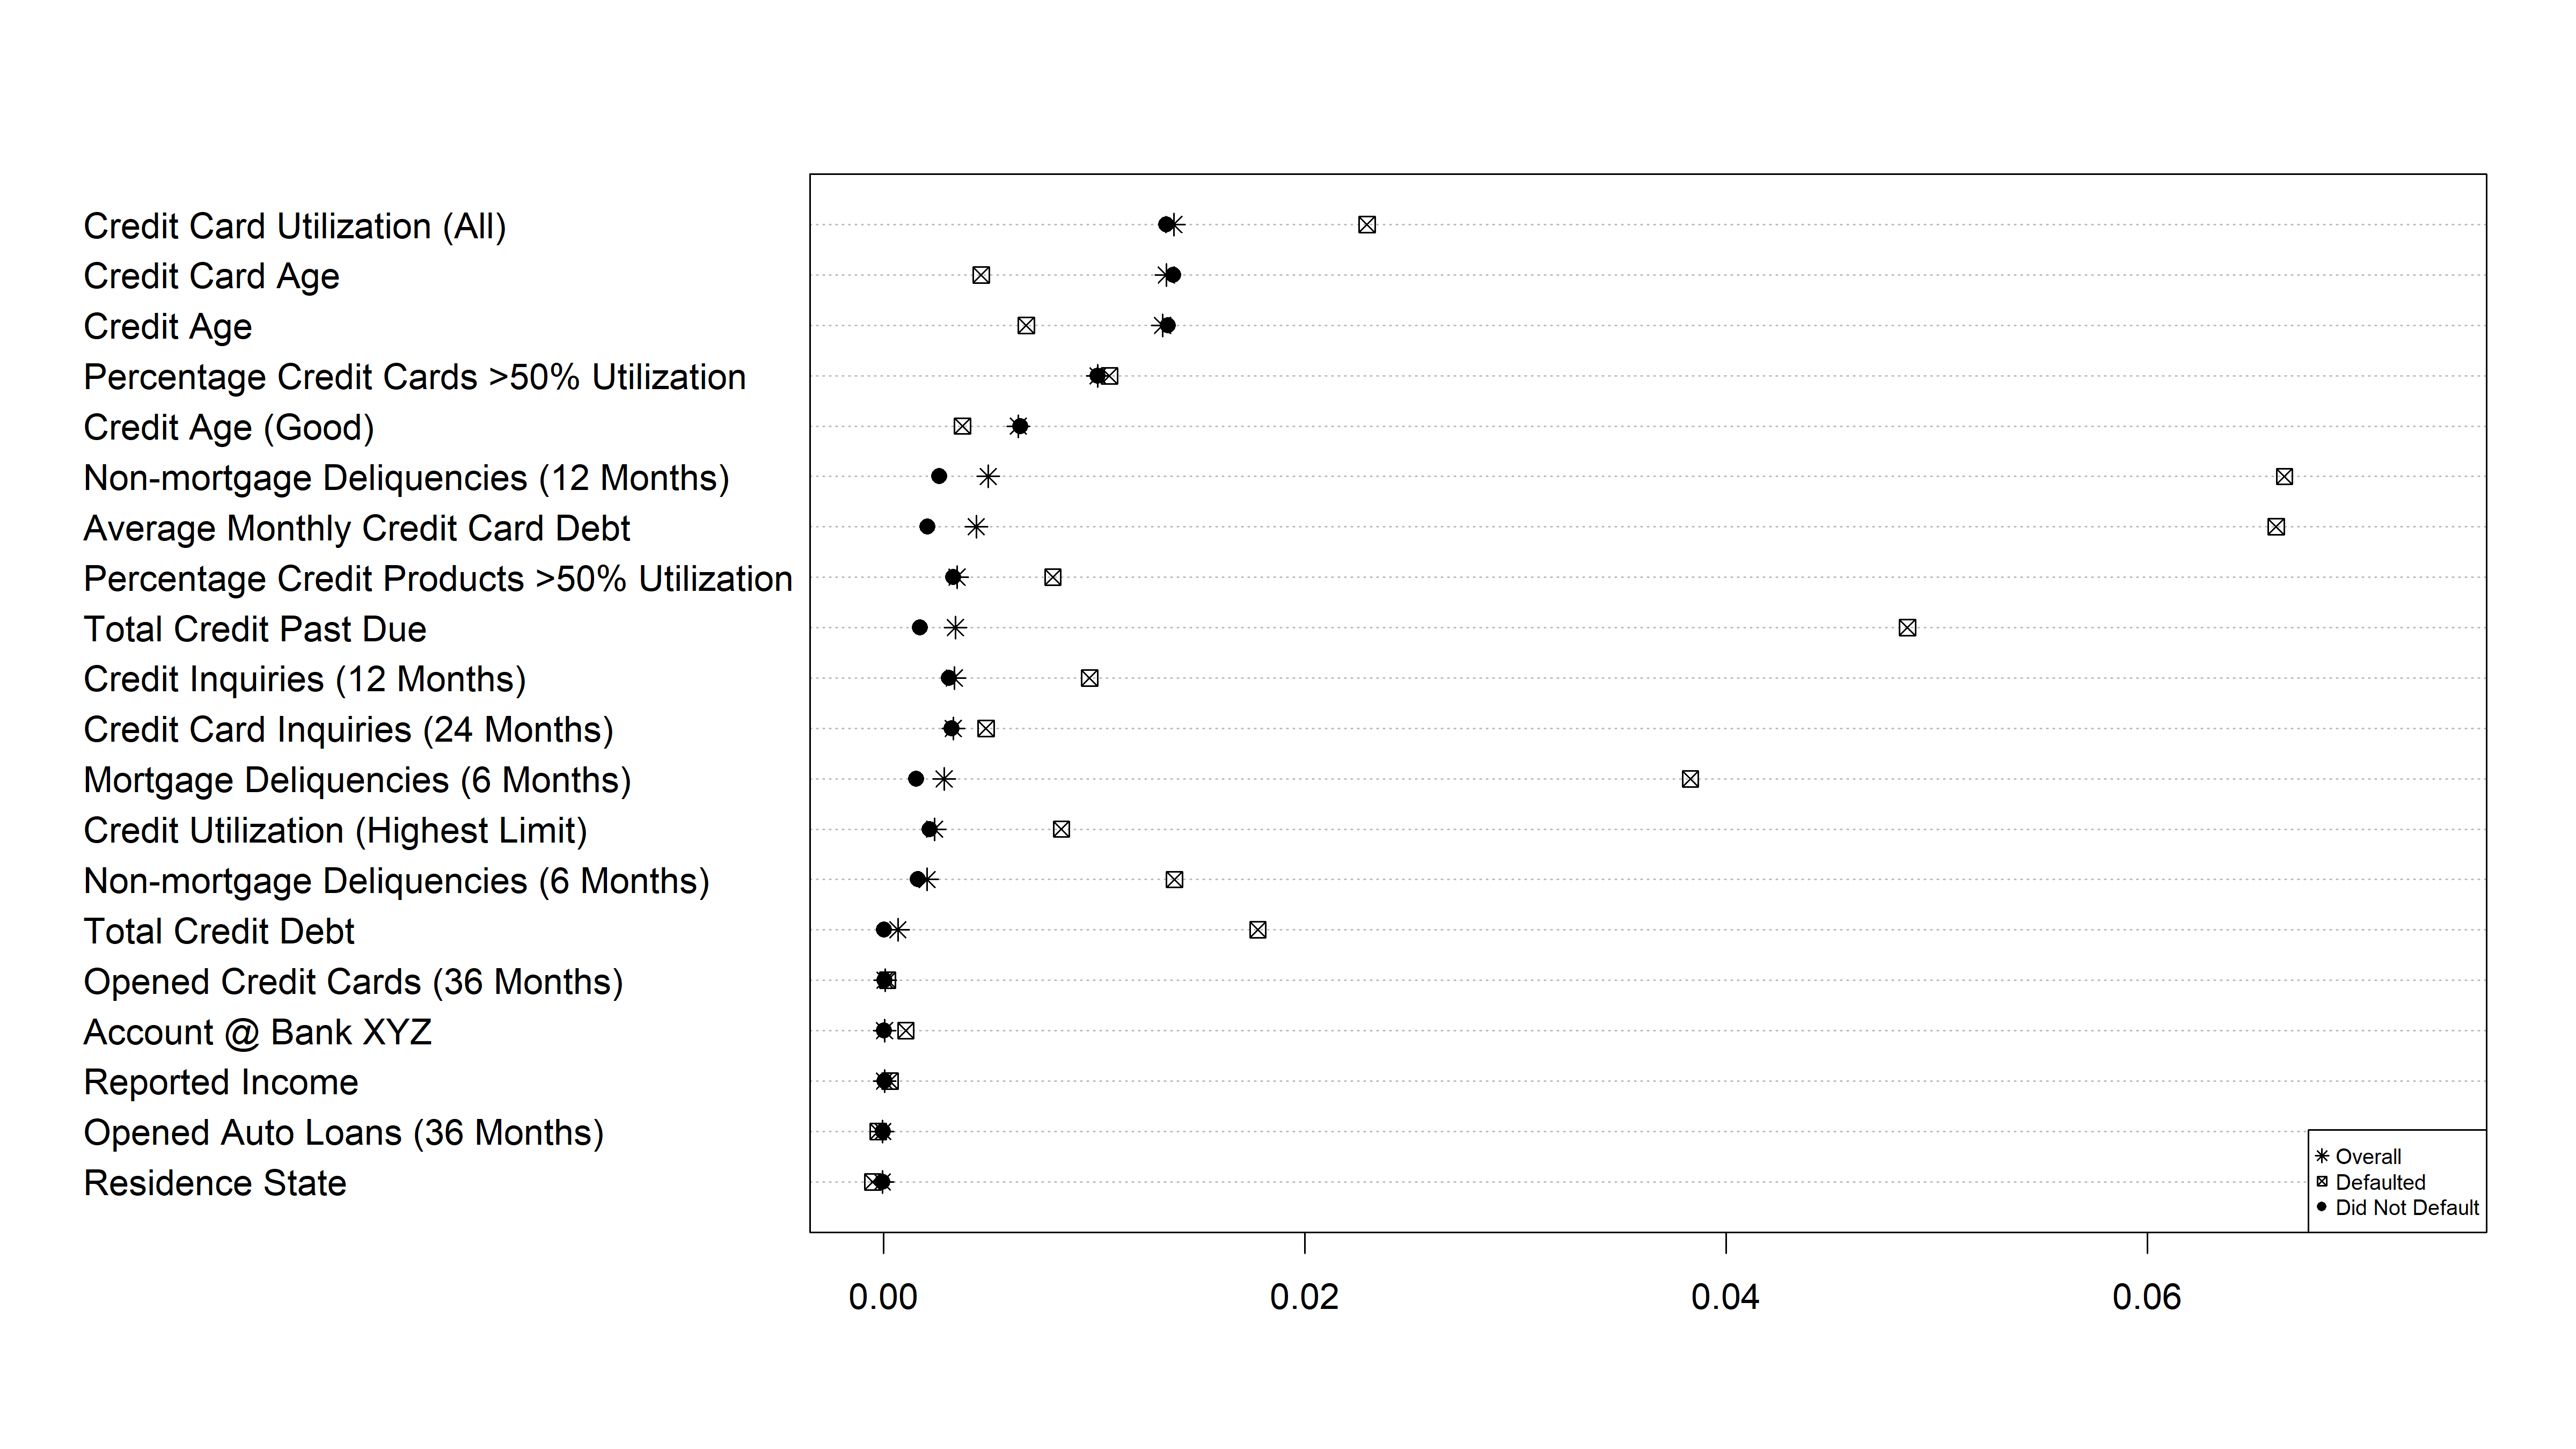 Credit Card Utilization (All)
Credit Card Age
Credit Age
Percentage Credit Cards >50% Utilization
Credit Age (Good)
Non-mortgage Deliquencies (12 Months)
Average Monthly Credit Card Debt
Percentage Credit Products >50% Utilization
Total Credit Past Due
Credit Inquiries (12 Months)
Credit Card Inquiries (24 Months)
Mortgage Deliquencies (6 Months)
Credit Utilization (Highest Limit)
Non-mortgage Deliquencies (6 Months)
Total Credit Debt
Opened Credit Cards (36 Months)
Account @ Bank XYZ
Reported Income
Opened Auto Loans (36 Months)
Residence State
Overall
Defaulted
Did Not Default
0.00 0.02 0.04 0.06